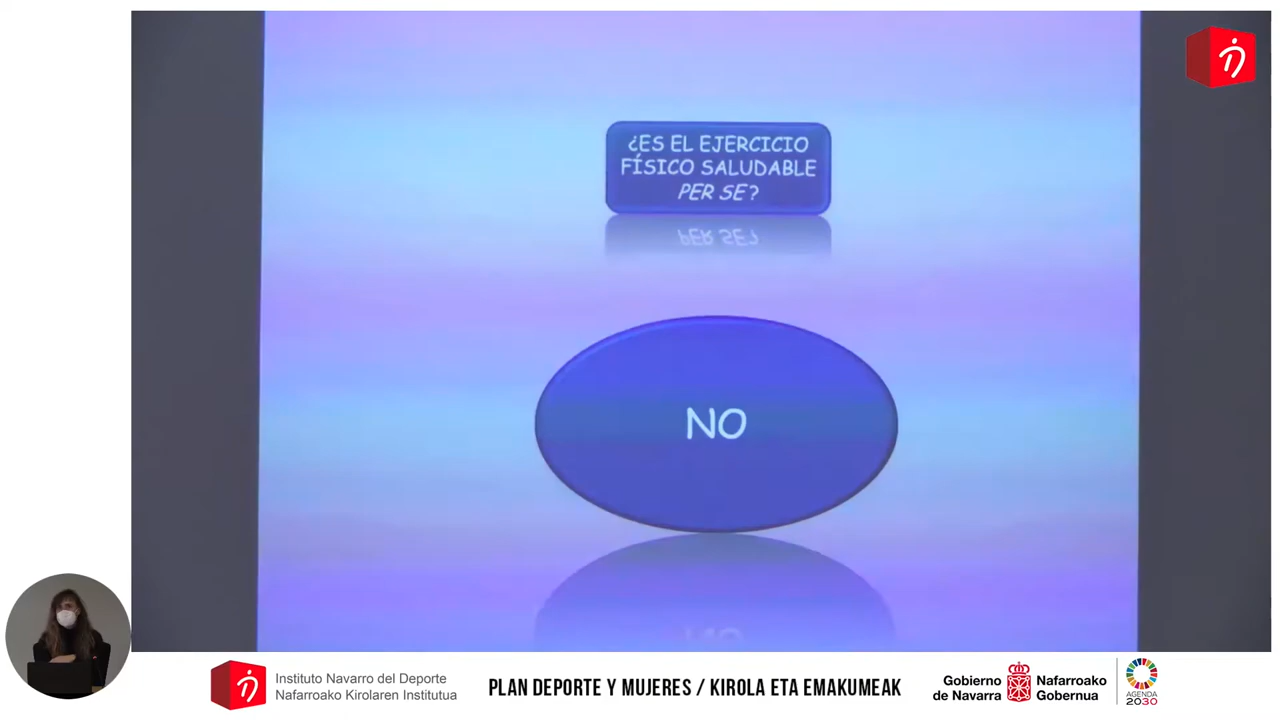 ¿ES EL EJERCICIO
FÍSICO SALUDABLE
PER SE?
NO
Instituto Navarro del Deporte
Nafarroako Kirolaren Institutua
PLAN DEPORTE Y MUJERES / KIROLA ETA EMAKUMEAK
Gobierno
de Navarra
Nafarroako
Gobernua
AGENDA
2030